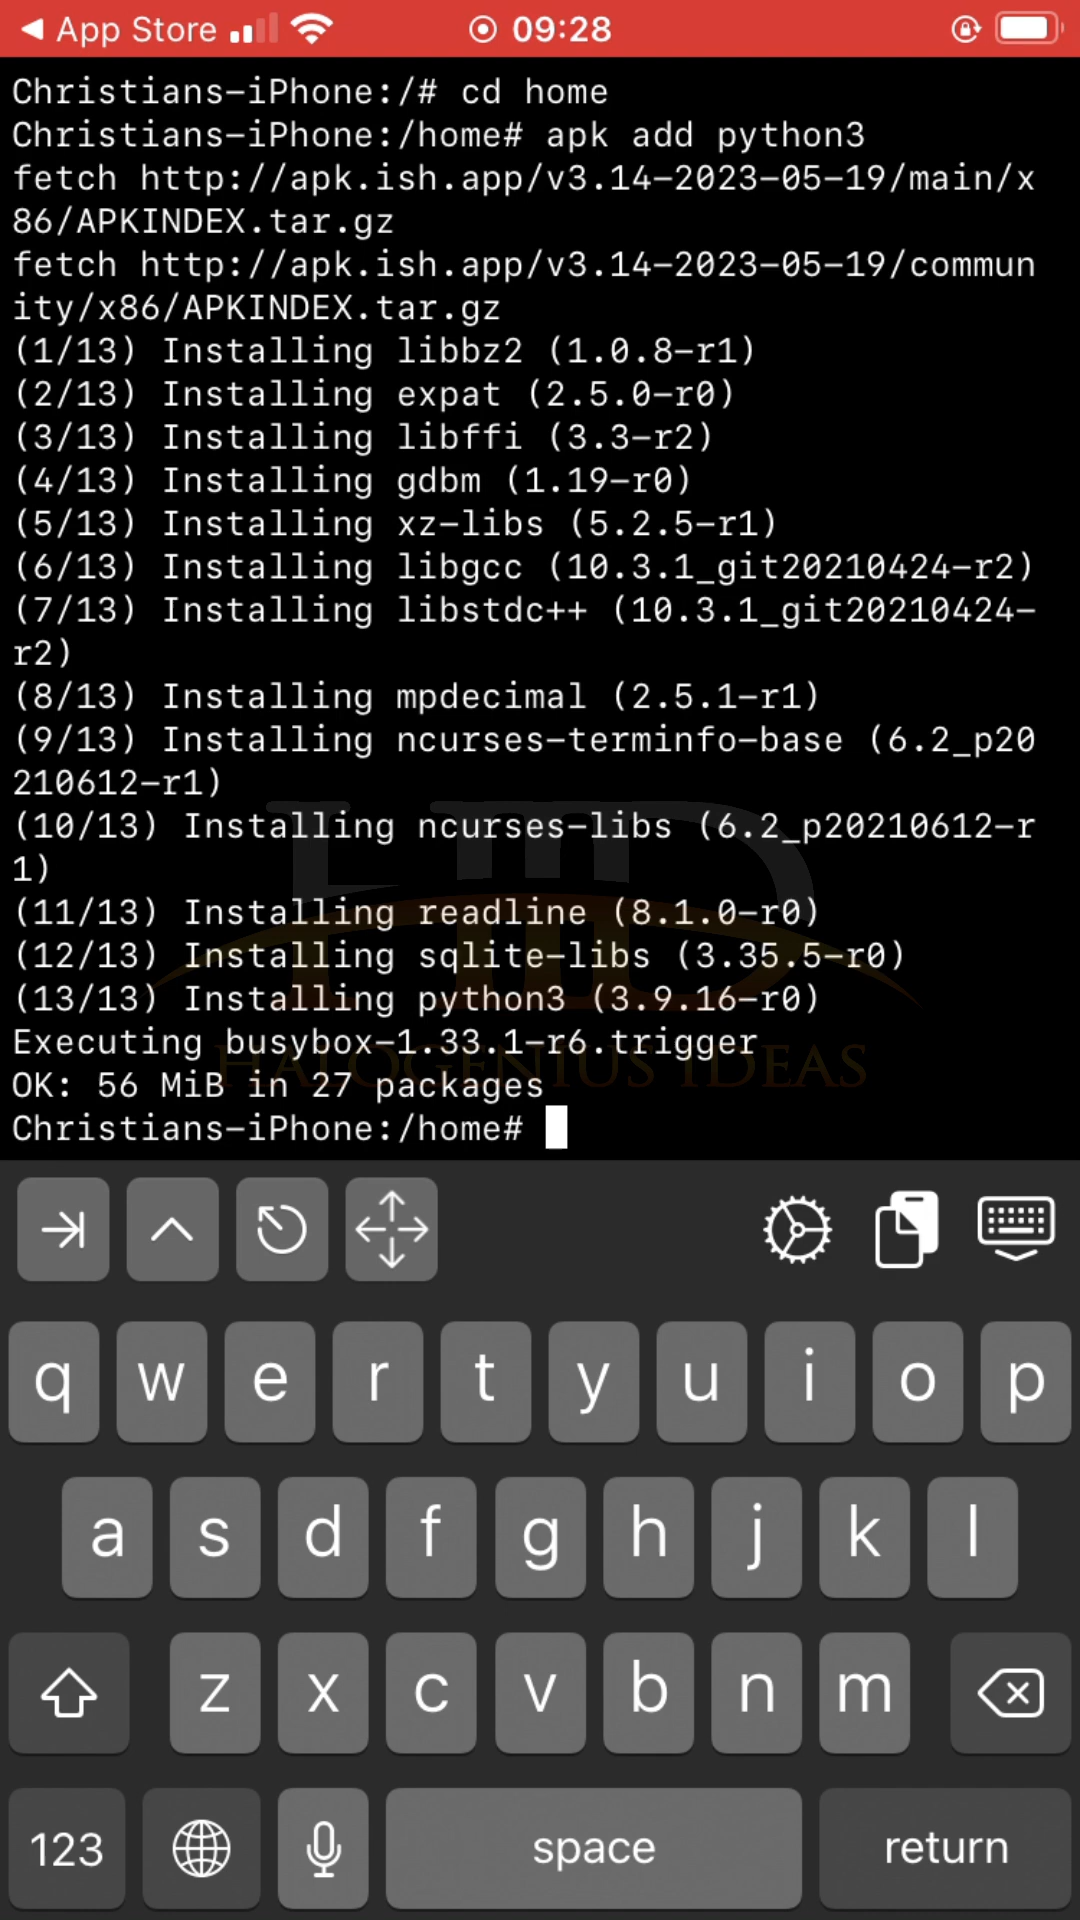 App Store
09:28
Christians-iPhone:/# cd home
Christians-iPhone:/home# apk add python3
fetch http://apk.ish.app/v3.14-2023-05-19/main/x
86/APKINDEX.tar.gz
fetch http://apk.ish.app/v3.14-2023-05-19/commun
ity/x86/APKINDEX.tar.gz
(1/13) Installing libbz2 (1.0.8-r1)
(2/13) Installing expat (2.5.0-r0)
(3/13) Installing libffi (3.3-r2)
(4/13) Installing gdbm (1.19-r0)
(5/13) Installing xz-libs (5.2.5-r1)
(6/13) Installing libgcc (10.3.1_git20210424-r2)
(7/13) Installing libstdc++ (10.3.1_git20210424-
r2)
(8/13) Installing mpdecimal (2.5.1-r1)
(9/13) Installing ncurses-terminfo-base (6.2_p20
210612-r1)
(10/13) Installing ncurses-libs (6.2_p20210612-r
1)
(11/13) Installing readline (8.1.0-r0)
(12/13) Installing sqlite-libs (3.35.5-r0)
(13/13) Installing python3 (3.9.16-r0)
Executing busybox-1.33.1-r6.trigger
HALOGENIUS IDEAS
OK: 56 MiB in 27 packages
Christians-iPhone:/home#
q w e r t y u i o p
a s d f g h j k l
z x c v b n m
123 space return